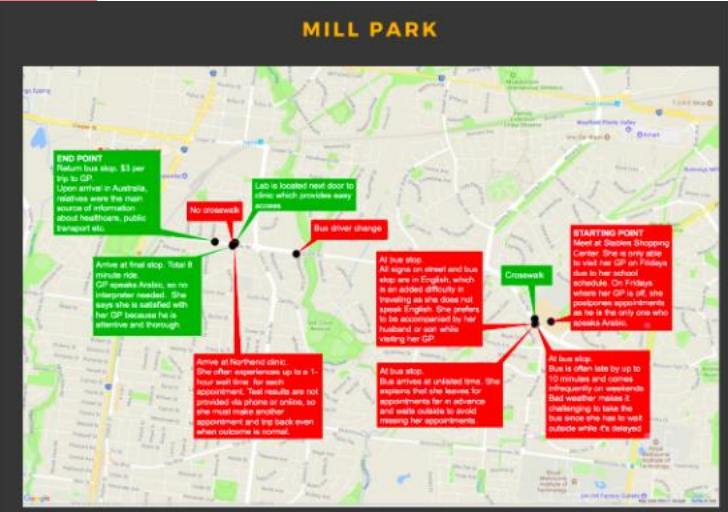 MILL PARK
END POINT
Return bus stop. $3 per
trip to GP.
Upon arrival in Australia,
relatives were the main
source of information
about healthcare, public
transport etc.
No crosswalk
Lab is located next door to
clinic which provides easy
access
Bus driver change
Arrive at final stop. Total 8
minute ride.
GP speaks Arabic, so no
interpreter needed. She
says she is satisfied with
her GP because he is
attentive and thorough
Arrive at Northend clinic.
She often experiences up to a 1-
hour wait time for each
appointment. Test results are not
provided via phone or online, so
she must make another
appointment and trip back even
when outcome is normal.
At bus stop.
All signs on street and bus
stop are in English, which
is an added difficulty in
traveling as she does not
speak English. She prefers
to be accompanied by her
husband or son while
visiting her GP.
Crosswalk
STARTING POINT
Meet at Stables Shopping
Center. She is only able
to visit her GP on Fridays
due to her school
schedule. On Fridays
where her GP is off, she
postpones appointments
as he is the only one who
speaks Arabic.
At bus stop.
Bus arrives at unlisted time. She
explains that she leaves for
appointments far in advance
and waits outside to avoid
missing her appointments
At bus stop.
Bus is often late by up to
10 minutes and comes
infrequently on weekends
Bad weather makes it
challenging to take the
bus since she has to wait
outside while it's delayed
Google